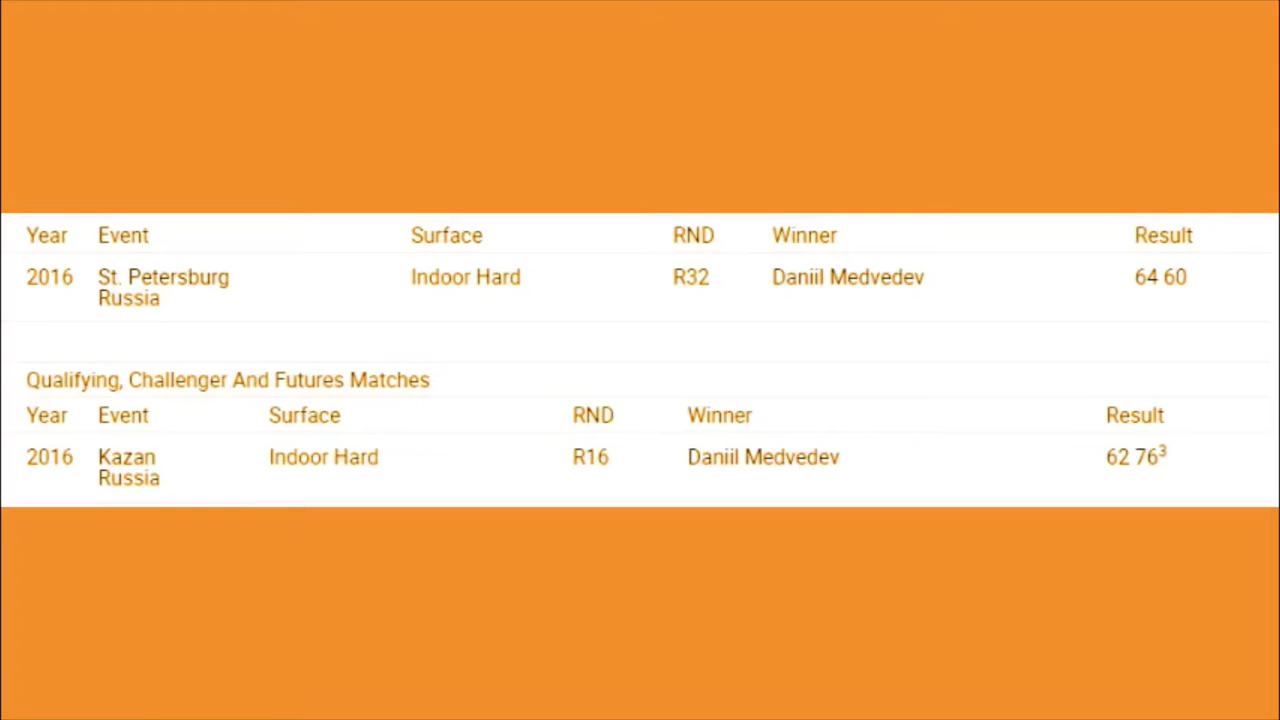 Year Event Surface RND Winner Result
2016 St. Petersburg Indoor Hard R32 Daniil Medvedev 64 60
Russia
Qualifying, Challenger And Futures Matches
Year Event Surface RND Winner Result
2016 Kazan Indoor Hard R16 Daniil Medvedev 62 76³
Russia